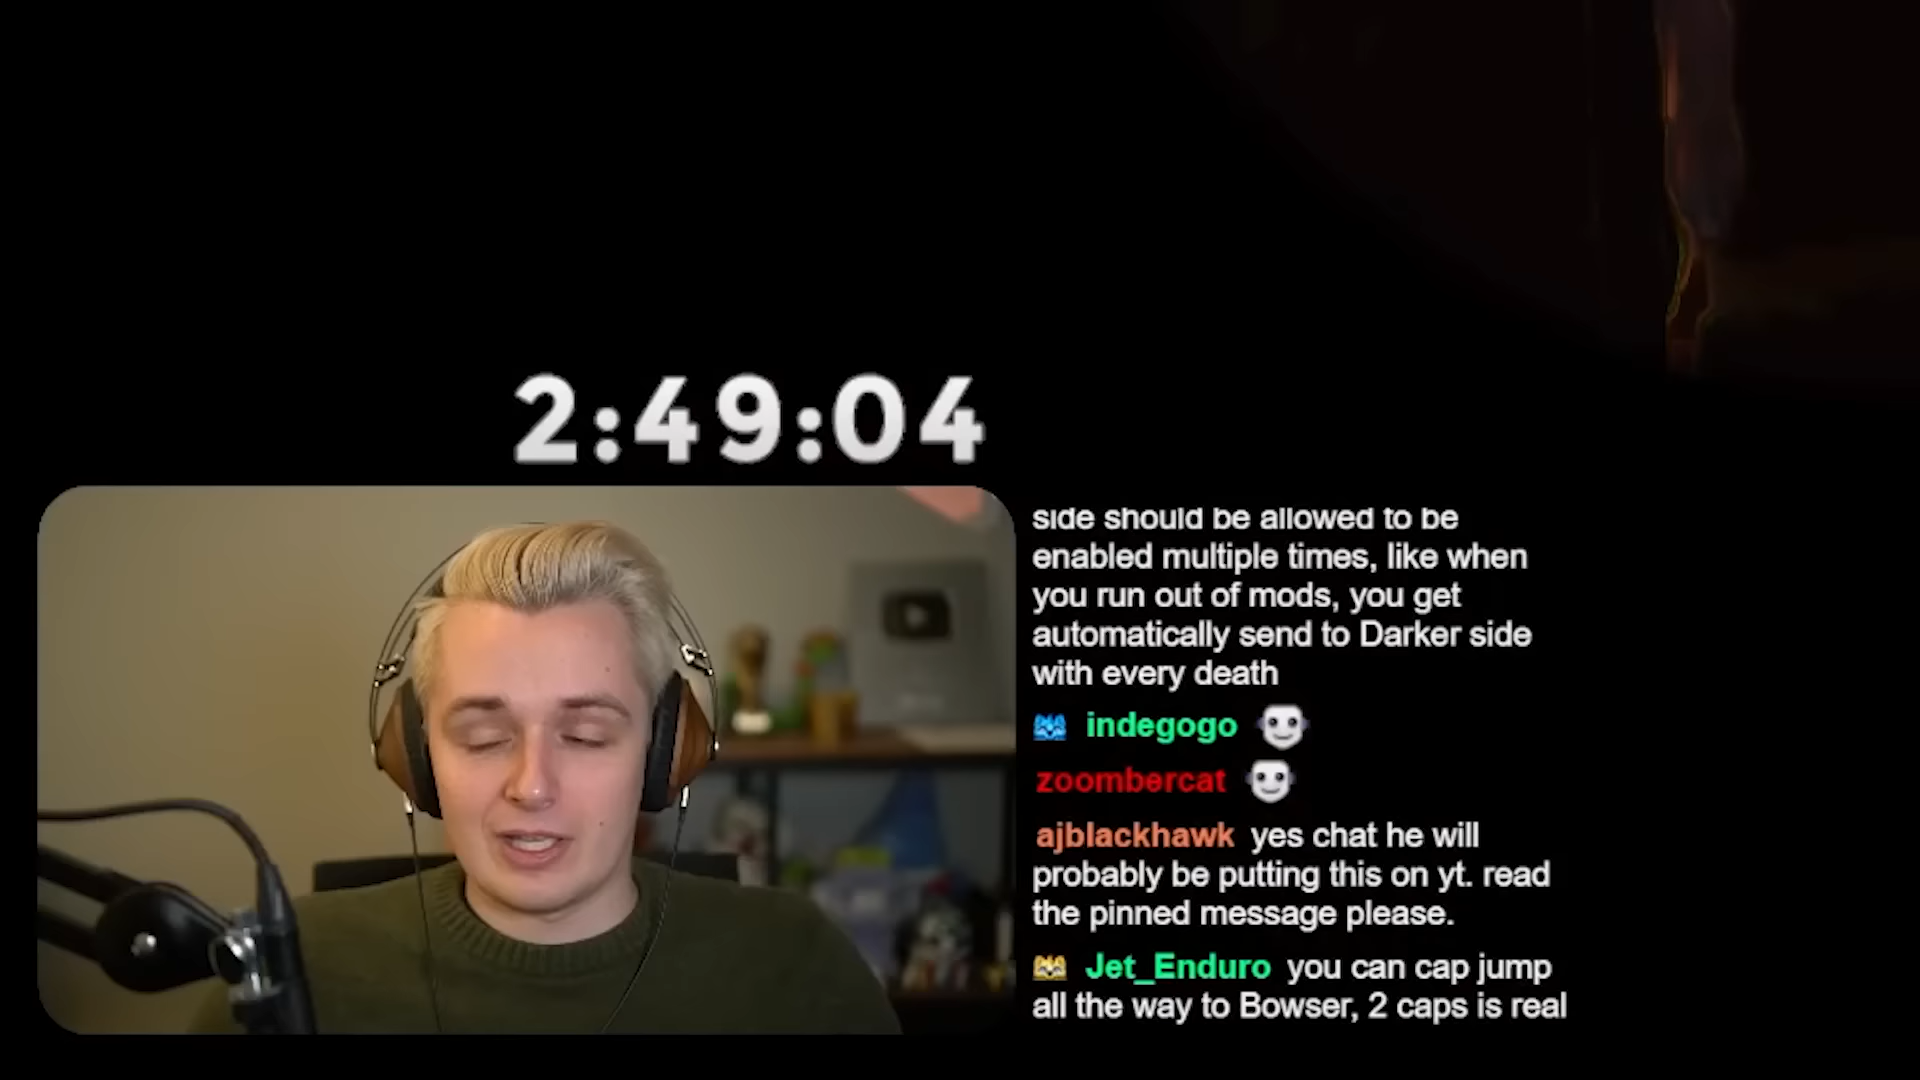 2:49:04
side should be allowed to be
enabled multiple times, like when
you run out of mods, you get
automatically send to Darker side
with every death
indegogo
zoombercat
ajblackhawk yes chat he will
probably be putting this on yt. read
the pinned message please.
Jet_Enduro you can cap jump
all the way to Bowser, 2 caps is real